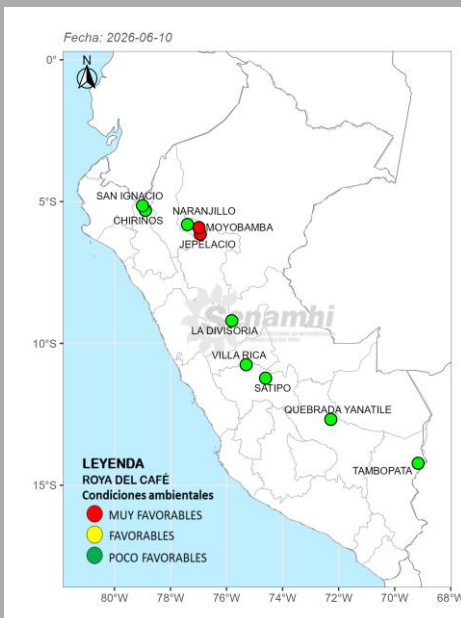 Fecha: 2026-06-10
N
0°
5°S
10°S
15°S
SAN IGNACIO
CHIRINOS
NARANJILLO
MOYOBAMBA
JEPELACIO
Senamhi
LA DIVISORIA
VILLA RICA
SATIPO
QUEBRADA YANATILE
TAMBOPATA
LEYENDA
ROYA DEL CAFÉ
Condiciones ambientales
MUY FAVORABLES
FAVORABLES
POCO FAVORABLES
80°W 78°W 76°W 74°W 72°W 70°W 68°W